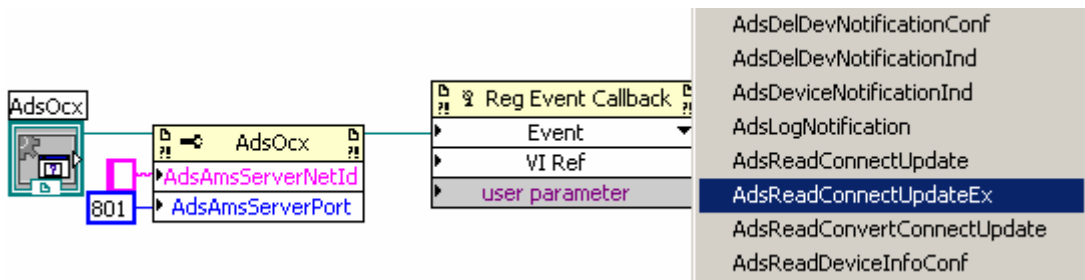 AdsOcx
AdsOcx
AdsAmsServerNetId
801
AdsAmsServerPort
Reg Event Callback
Event
VI Ref
user parameter
AdsDelDevNotificationConf
AdsDelDevNotificationInd
AdsDeviceNotificationInd
AdsLogNotification
AdsReadConnectUpdate
AdsReadConnectUpdateEx
AdsReadConvertConnectUpdate
AdsReadDeviceInfoConf